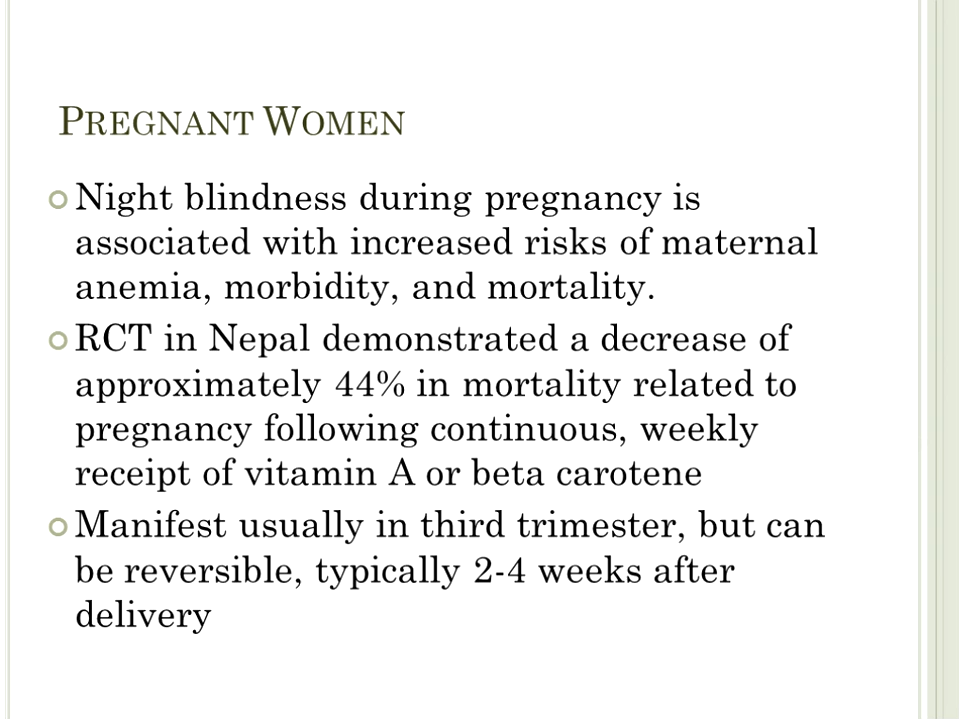 PREGNANT WOMEN
Night blindness during pregnancy is
associated with increased risks of maternal
anemia, morbidity, and mortality.
RCT in Nepal demonstrated a decrease of
approximately 44% in mortality related to
pregnancy following continuous, weekly
receipt of vitamin A or beta carotene
Manifest usually in third trimester, but can
be reversible, typically 2-4 weeks after
delivery